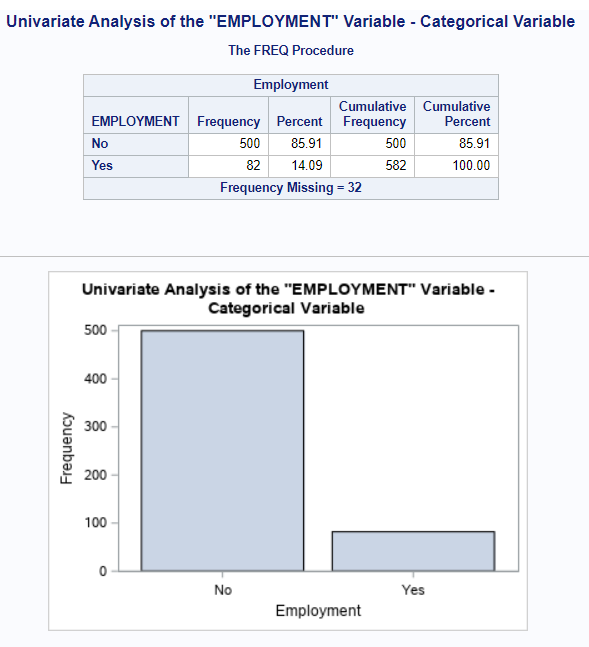 Univariate Analysis of the "EMPLOYMENT" Variable - Categorical Variable
The FREQ Procedure
Employment
EMPLOYMENT Frequency Percent Cumulative Frequency Cumulative Percent
No 500 85.91 500 85.91
Yes 82 14.09 582 100.00
Frequency Missing = 32
Univariate Analysis of the "EMPLOYMENT" Variable -
Categorical Variable
500
400
300
200
100
0
Frequency
No Yes
Employment